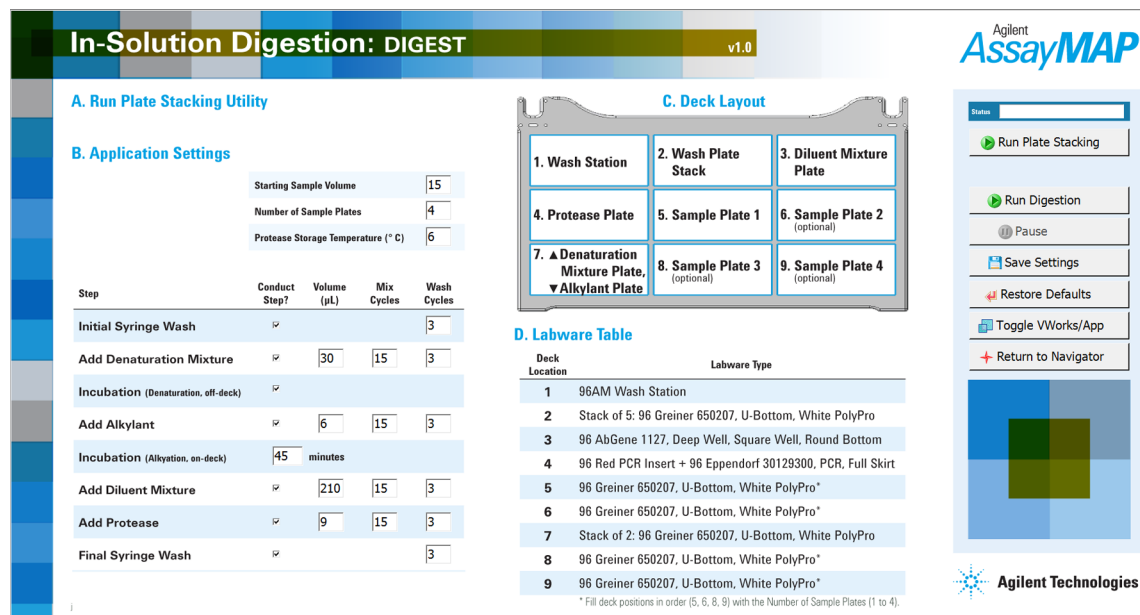 In-Solution Digestion: DIGEST
v1.0
Agilent
AssayMAP
A. Run Plate Stacking Utility
B. Application Settings
Starting Sample Volume 15
Number of Sample Plates 4
Protease Storage Temperature (° C) 6
Step Conduct Step? Volume (µL) Mix Cycles Wash Cycles
Initial Syringe Wash 3
Add Denaturation Mixture 30 15 3
Incubation (Denaturation, off-deck)
Add Alkylant 6 15 3
Incubation (Alkyation, on-deck) 45 minutes
Add Diluent Mixture 210 15 3
Add Protease 9 15 3
Final Syringe Wash 3
C. Deck Layout
1. Wash Station
2. Wash Plate
Stack
3. Diluent Mixture
Plate
4. Protease Plate
5. Sample Plate 1
6. Sample Plate 2
(optional)
7. ▲Denaturation
Mixture Plate,
▼Alkylant Plate
8. Sample Plate 3
(optional)
9. Sample Plate 4
(optional)
D. Labware Table
Deck Location Labware Type
1 96AM Wash Station
2 Stack of 5: 96 Greiner 650207, U-Bottom, White PolyPro
3 96 AbGene 1127, Deep Well, Square Well, Round Bottom
4 96 Red PCR Insert + 96 Eppendorf 30129300, PCR, Full Skirt
5 96 Greiner 650207, U-Bottom, White PolyPro*
6 96 Greiner 650207, U-Bottom, White PolyPro*
7 Stack of 2: 96 Greiner 650207, U-Bottom, White PolyPro
8 96 Greiner 650207, U-Bottom, White PolyPro*
9 96 Greiner 650207, U-Bottom, White PolyPro*
* Fill deck positions in order (5, 6, 8, 9) with the Number of Sample Plates (1 to 4).
Status
Run Plate Stacking
Run Digestion
Pause
Save Settings
Restore Defaults
Toggle VWorks/App
Return to Navigator
Agilent Technologies